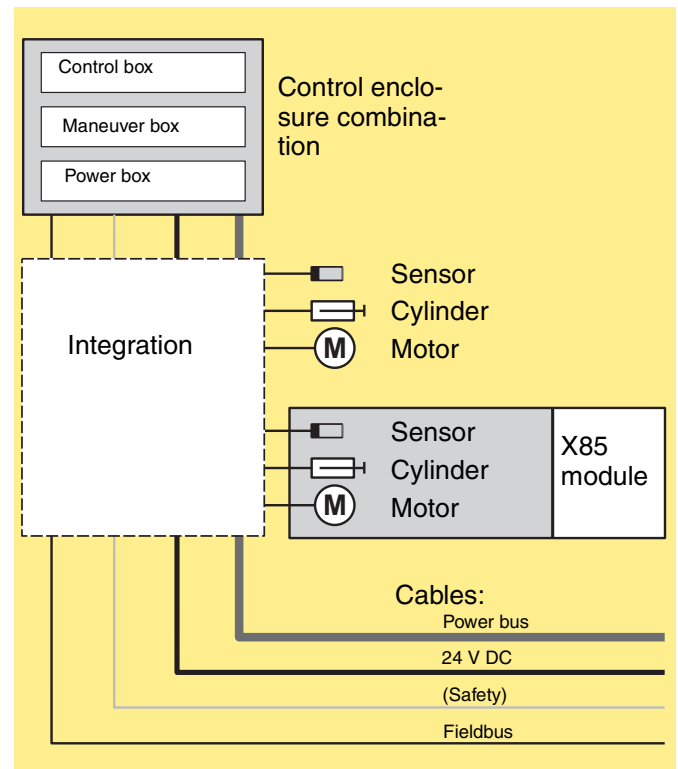 Control box
Maneuver box
Power box
Control enclo-
sure combina-
tion
Integration
Sensor
Cylinder
M
Motor
Sensor
Cylinder
M
Motor
X85
module
Cables:
Power bus
24 V DC
(Safety)
Fieldbus